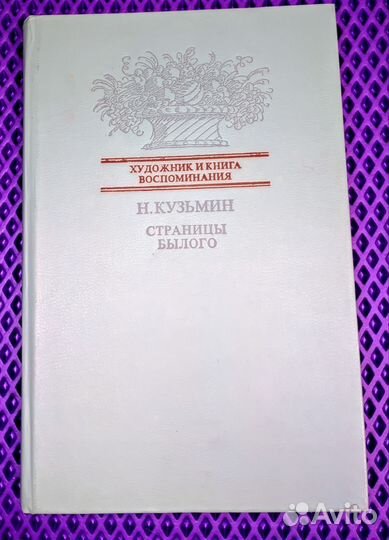 ХУДОЖНИК И КНИГА
ВОСПОМИНАНИЯ
Н. КУЗЬМИН
СТРАНИЦЫ
БЫЛОГО
Avito